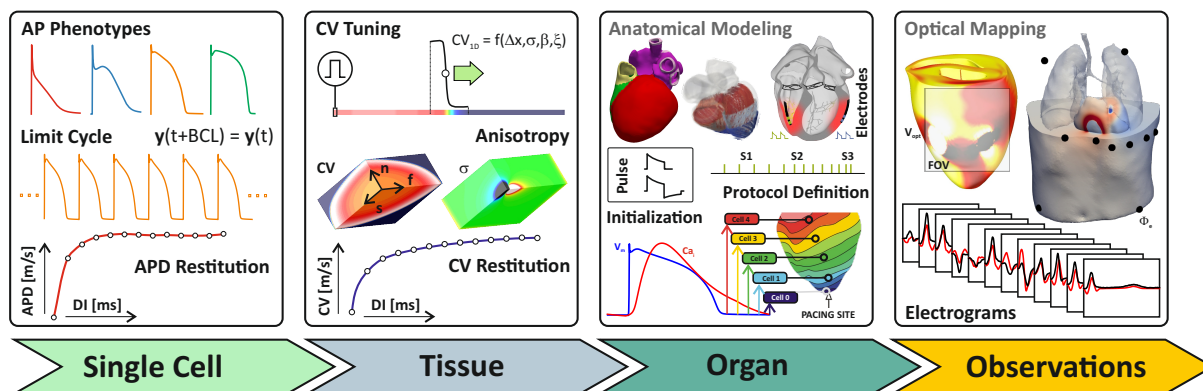 AP Phenotypes
Limit Cycle
y(t+BCL) = y(t)
APD [m/s]
APD Restitution
DI [ms]
CV Tuning
CV1D = f(Δx,σ,β,ξ)
Anisotropy
CV
n
f
s
σ
CV [m/s]
CV Restitution
DI [ms]
Anatomical Modeling
Electrodes
Pulse
S1 S2 S3
Protocol Definition
Initialization
Vm
Cai
Cell 4
Cell 3
Cell 2
Cell 1
Cell 0
PACING SITE
Optical Mapping
Vopt
FOV
Φe
Electrograms
Single Cell
Tissue
Organ
Observations